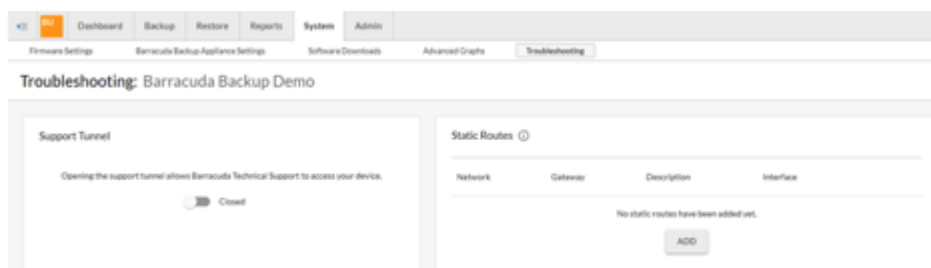 BU Dashboard Backup Restore Reports System Admin
Firmware Settings Barracuda Backup Appliance Settings Software Downloads Advanced Graphs Troubleshooting
Troubleshooting: Barracuda Backup Demo
Support Tunnel
Opening the support tunnel allows Barracuda Technical Support to access your device.
Closed
Static Routes
Network Gateway Description Interface
No static routes have been added yet.
ADD